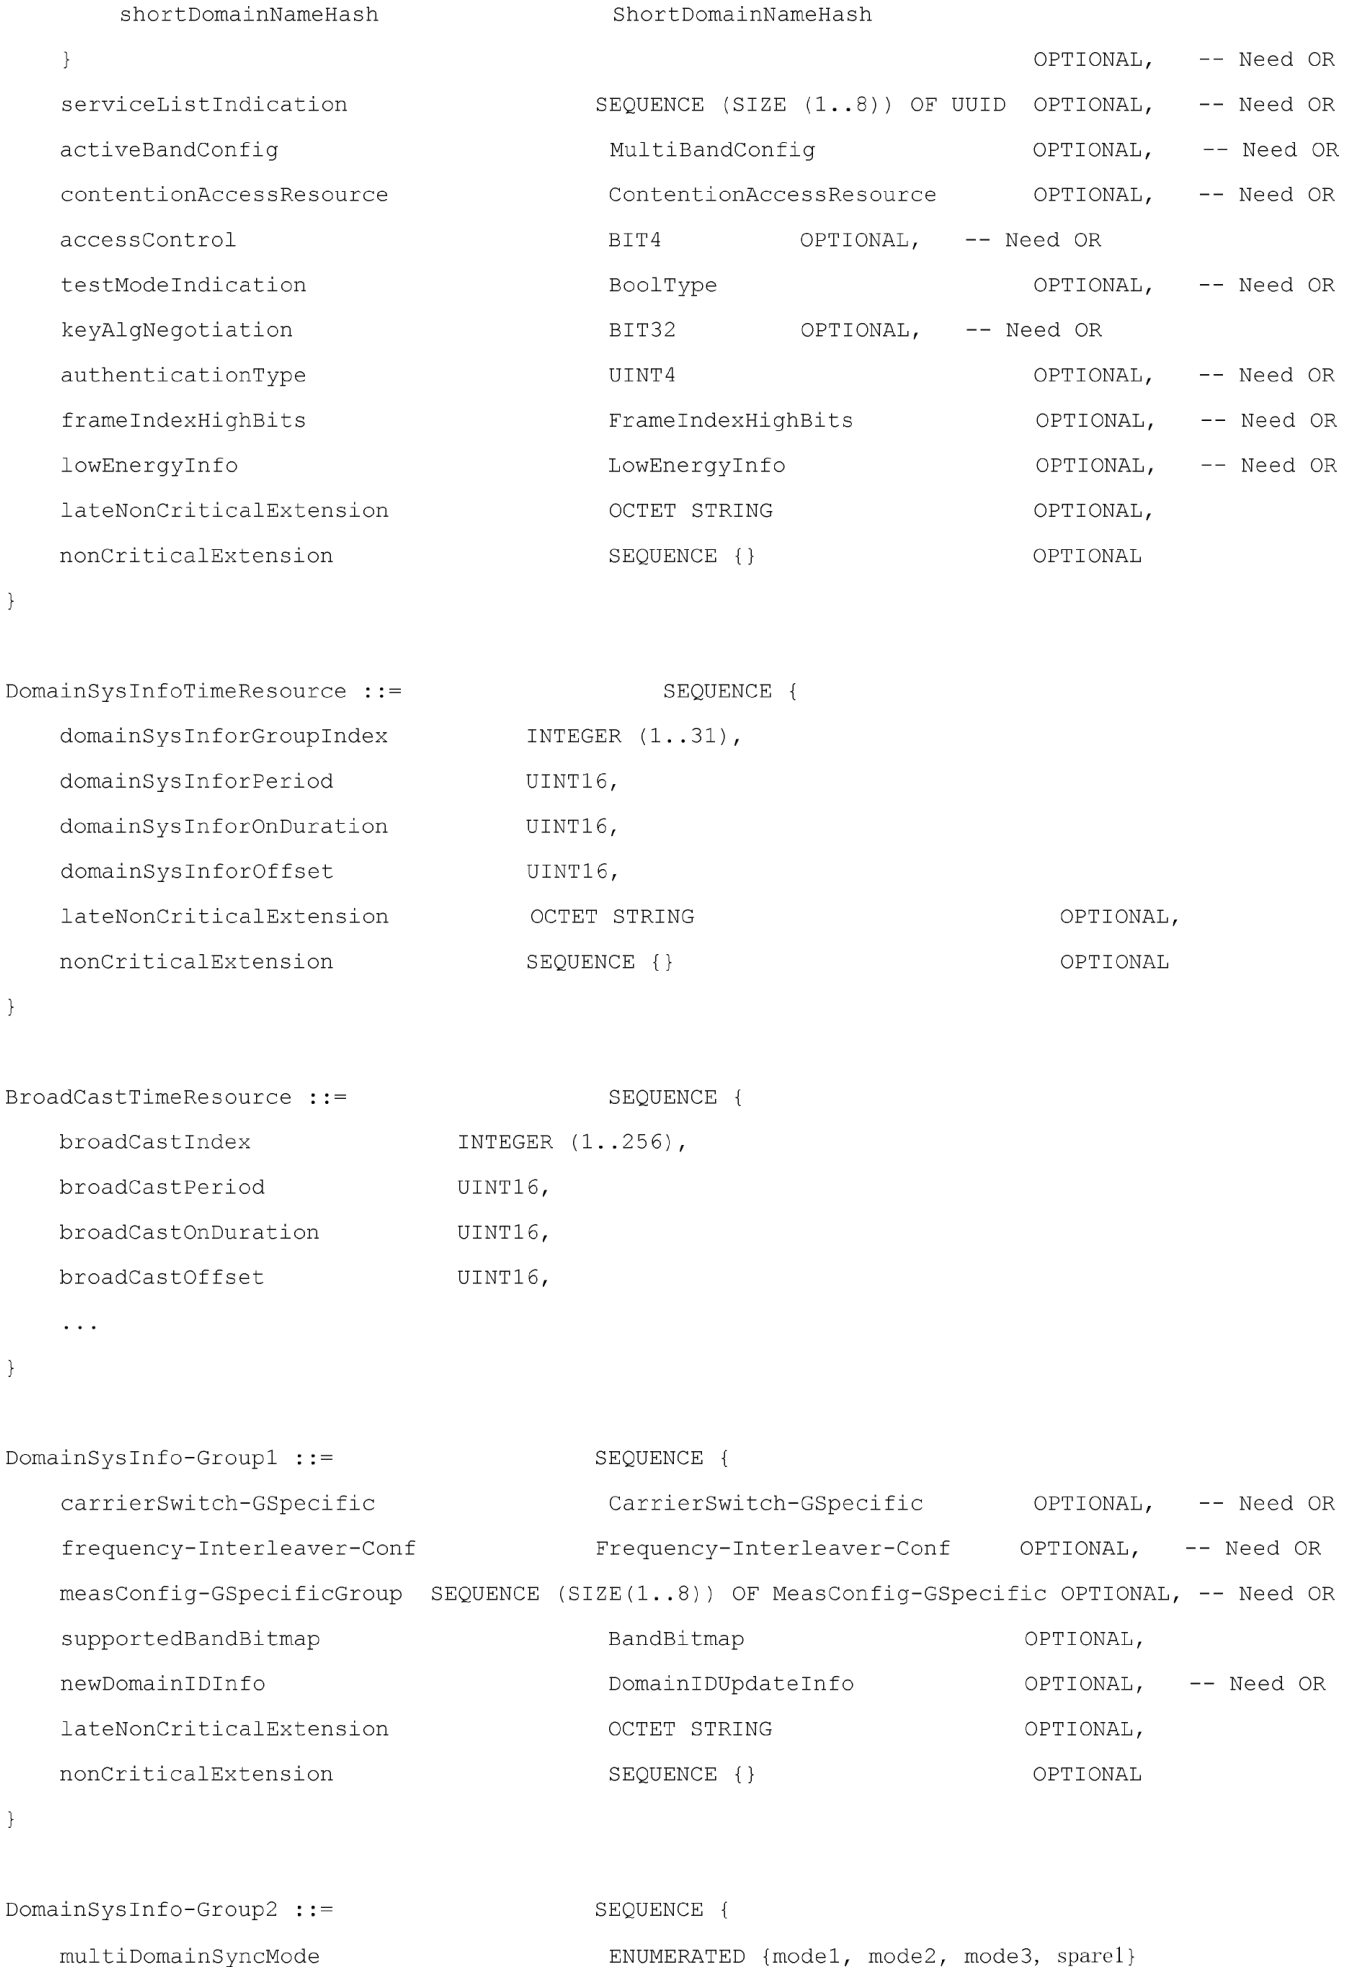 shortDomainNameHash ShortDomainNameHash
} OPTIONAL, -- Need OR
serviceListIndication SEQUENCE (SIZE (1..8)) OF UUID OPTIONAL, -- Need OR
activeBandConfig MultiBandConfig OPTIONAL, -- Need OR
contentionAccessResource ContentionAccessResource OPTIONAL, -- Need OR
accessControl BIT4 OPTIONAL, -- Need OR
testModeIndication BoolType OPTIONAL, -- Need OR
keyAlgNegotiation BIT32 OPTIONAL, -- Need OR
authenticationType UINT4 OPTIONAL, -- Need OR
frameIndexHighBits FrameIndexHighBits OPTIONAL, -- Need OR
lowEnergyInfo LowEnergyInfo OPTIONAL, -- Need OR
lateNonCriticalExtension OCTET STRING OPTIONAL,
nonCriticalExtension SEQUENCE {} OPTIONAL
}
DomainSysInfoTimeResource ::= SEQUENCE {
domainSysInforGroupIndex INTEGER (1..31),
domainSysInforPeriod UINT16,
domainSysInforOnDuration UINT16,
domainSysInforOffset UINT16,
lateNonCriticalExtension OCTET STRING OPTIONAL,
nonCriticalExtension SEQUENCE {} OPTIONAL
}
BroadCastTimeResource ::= SEQUENCE {
broadCastIndex INTEGER (1..256),
broadCastPeriod UINT16,
broadCastOnDuration UINT16,
broadCastOffset UINT16,
...
}
DomainSysInfo-Group1 ::= SEQUENCE {
carrierSwitch-GSpecific CarrierSwitch-GSpecific OPTIONAL, -- Need OR
frequency-Interleaver-Conf Frequency-Interleaver-Conf OPTIONAL, -- Need OR
measConfig-GSpecificGroup SEQUENCE (SIZE(1..8)) OF MeasConfig-GSpecific OPTIONAL, -- Need OR
supportedBandBitmap BandBitmap OPTIONAL,
newDomainIDInfo DomainIDUpdateInfo OPTIONAL, -- Need OR
lateNonCriticalExtension OCTET STRING OPTIONAL,
nonCriticalExtension SEQUENCE {} OPTIONAL
}
DomainSysInfo-Group2 ::= SEQUENCE {
multiDomainSyncMode ENUMERATED {mode1, mode2, mode3, spare1}